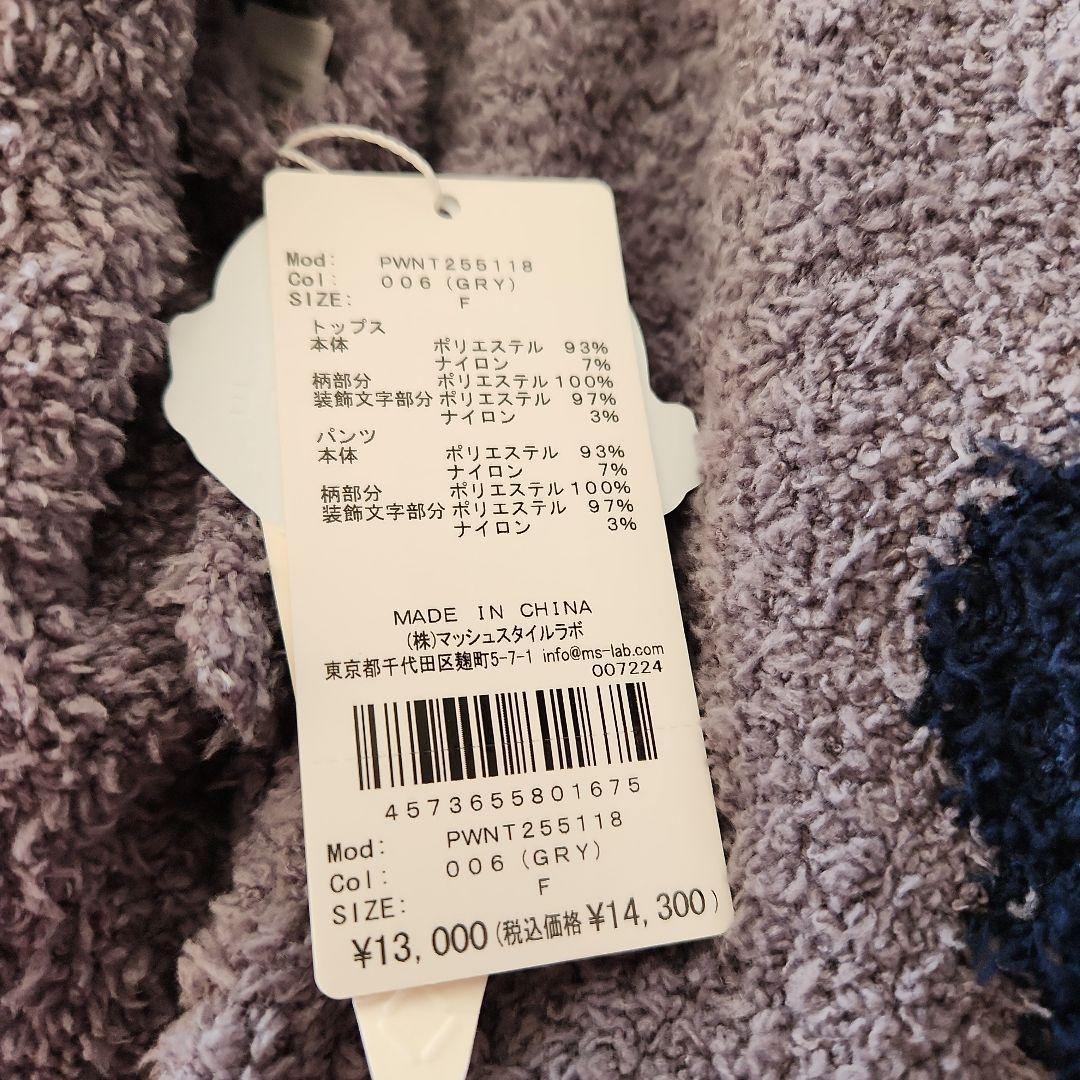 Mod: PWNT255118
Col: 006(GRY)
SIZE: F
トップス
本体 ポリエステル 93%
ナイロン 7%
柄部分 ポリエステル 100%
装飾文字部分 ポリエステル 97%
ナイロン 3%
パンツ
本体 ポリエステル 93%
ナイロン 7%
柄部分 ポリエステル 100%
装飾文字部分 ポリエステル 97%
ナイロン 3%
MADE IN CHINA
(株)マッシュスタイルラボ
東京都千代田区麹町5-7-1 info@ms-lab.com
007224
4573655801675
Mod: PWNT255118
Col: 006(GRY)
SIZE: F
¥13,000(税込価格¥14,300)